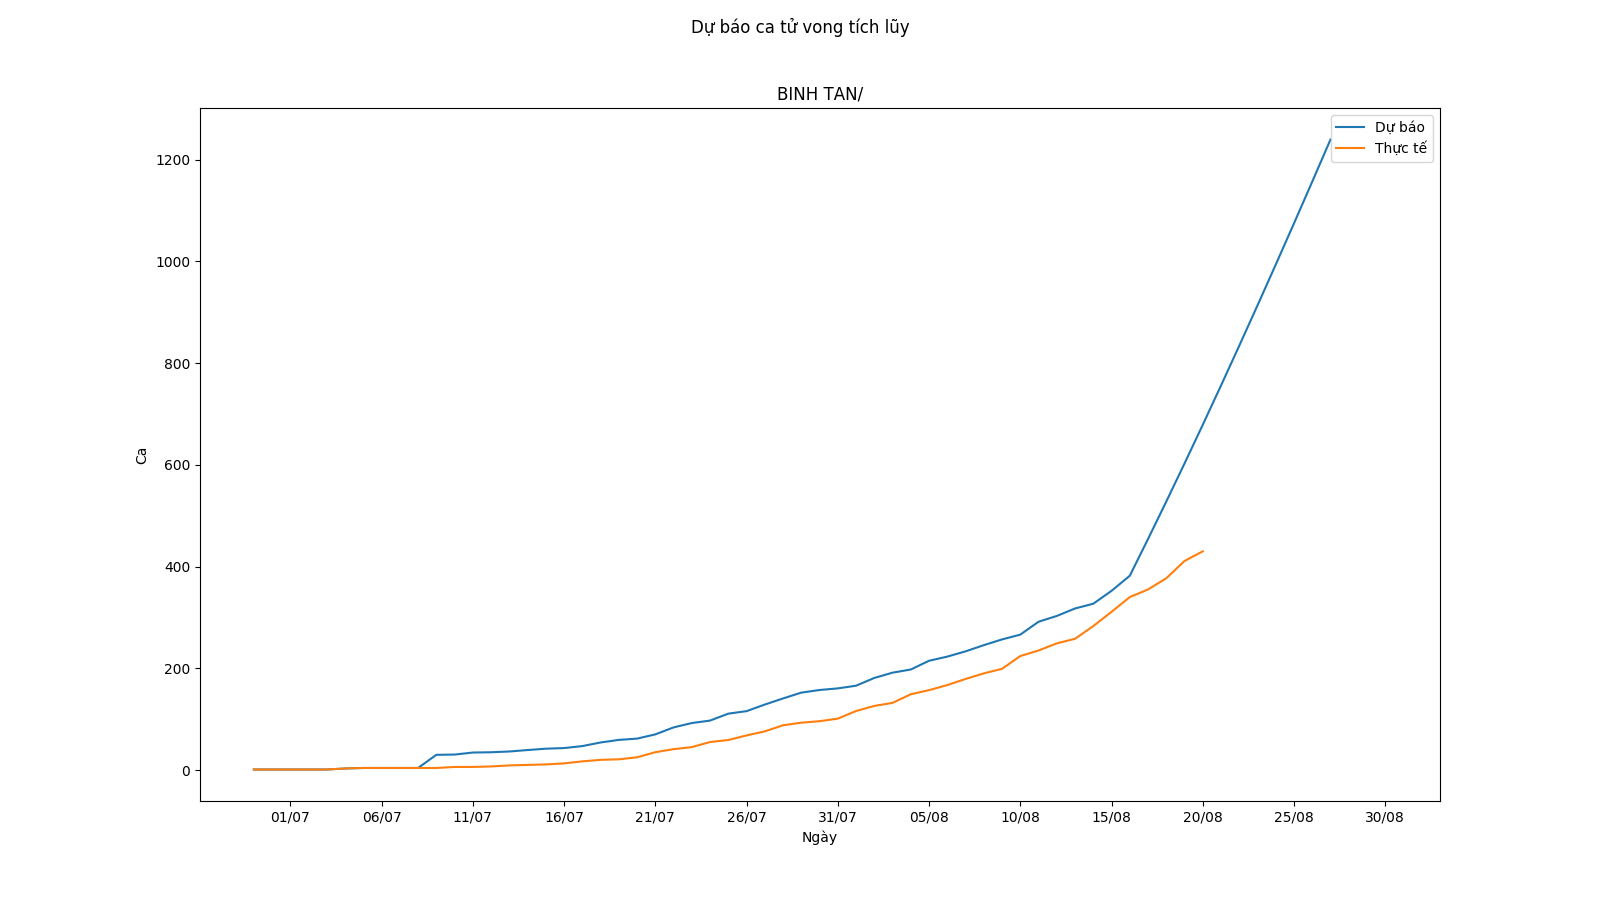 Dự báo ca tử vong tích lũy
BINH TAN/
Dự báo
Thực tế
1200
1000
800
600
400
200
0
Ca
01/07 06/07 11/07 16/07 21/07 26/07 31/07 05/08 10/08 15/08 20/08 25/08 30/08
Ngày